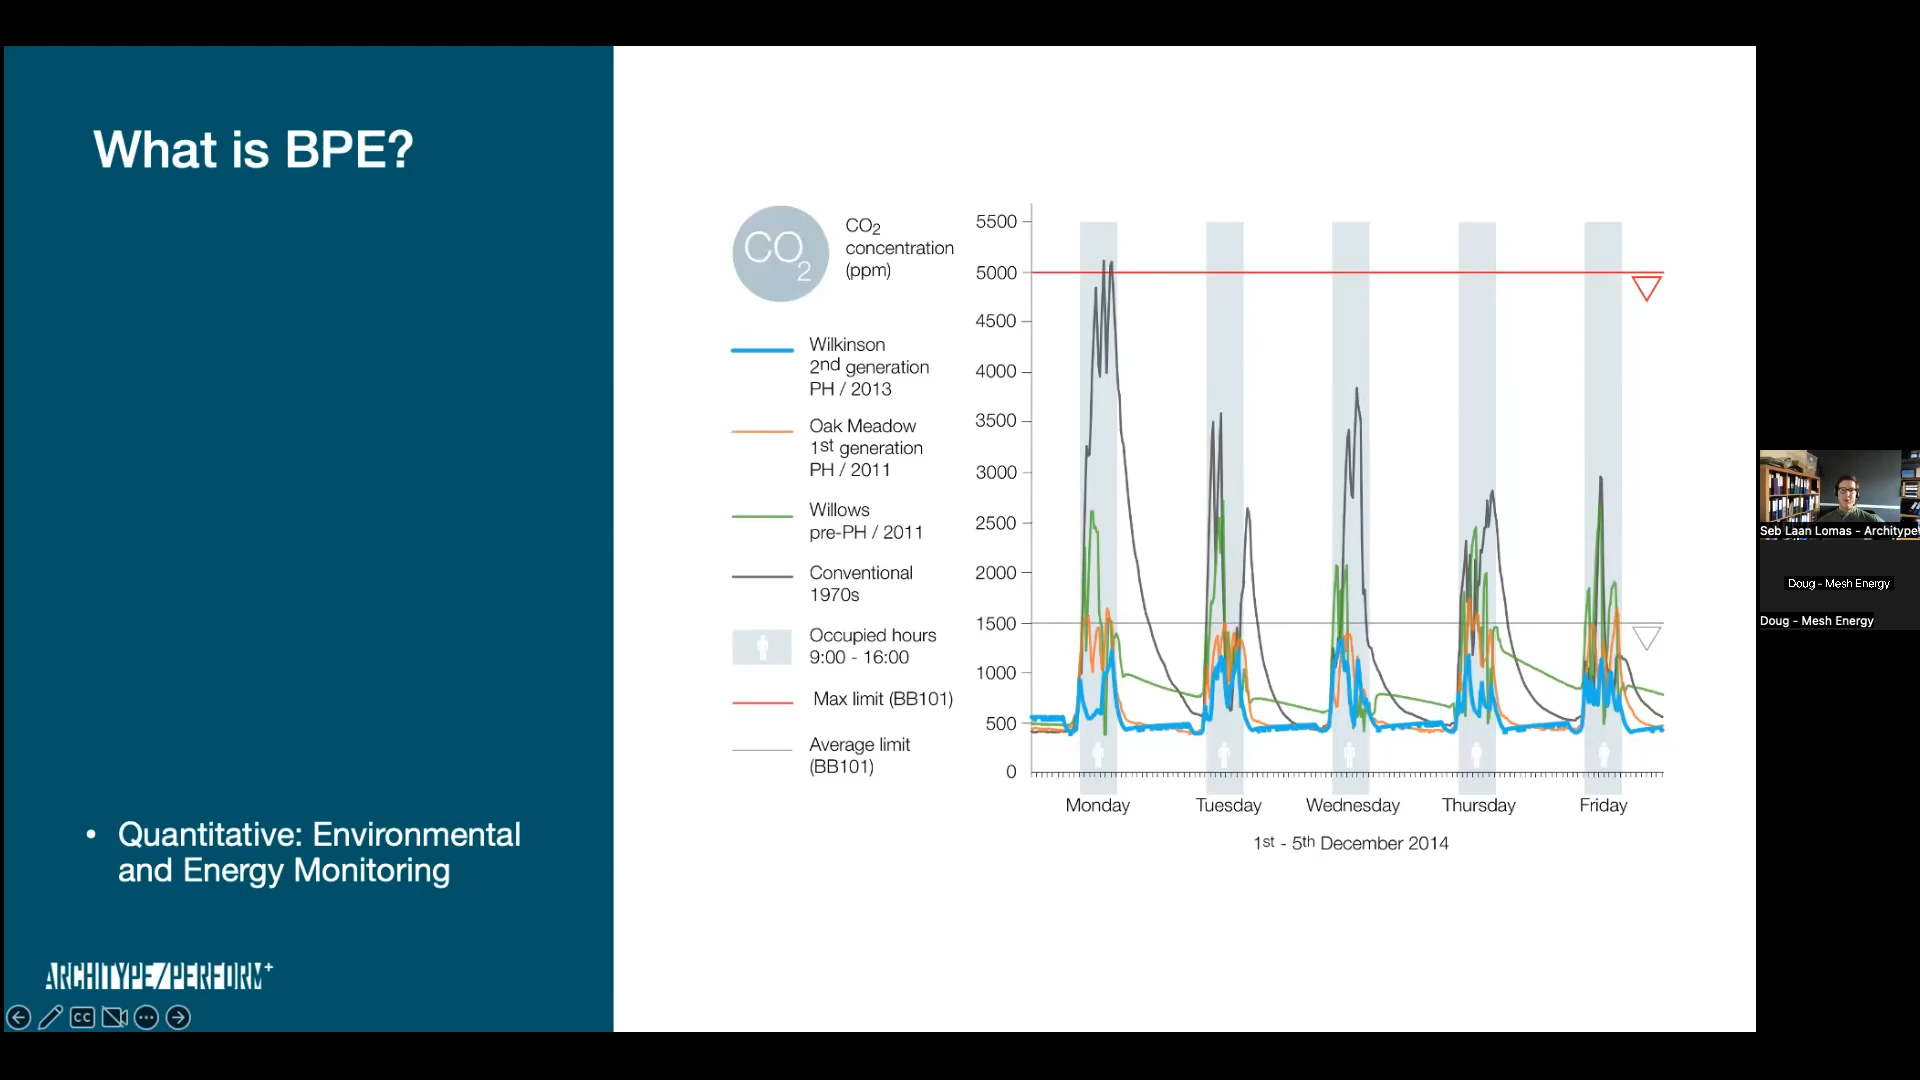 What is BPE?
• Quantitative: Environmental
and Energy Monitoring
ARCHITYPE/PERFORM+
CC
CO2
CO2
concentration
(ppm)
Wilkinson
2nd generation
PH / 2013
Oak Meadow
1st generation
PH / 2011
Willows
pre-PH / 2011
Conventional
1970s
Occupied hours
9:00 - 16:00
Max limit (BB101)
Average limit
(BB101)
5500
5000
4500
4000
3500
3000
2500
2000
1500
1000
500
0
Monday Tuesday Wednesday Thursday Friday
1st - 5th December 2014
Seb Laan Lomas - Architype
Doug - Mesh Energy
Doug - Mesh Energy